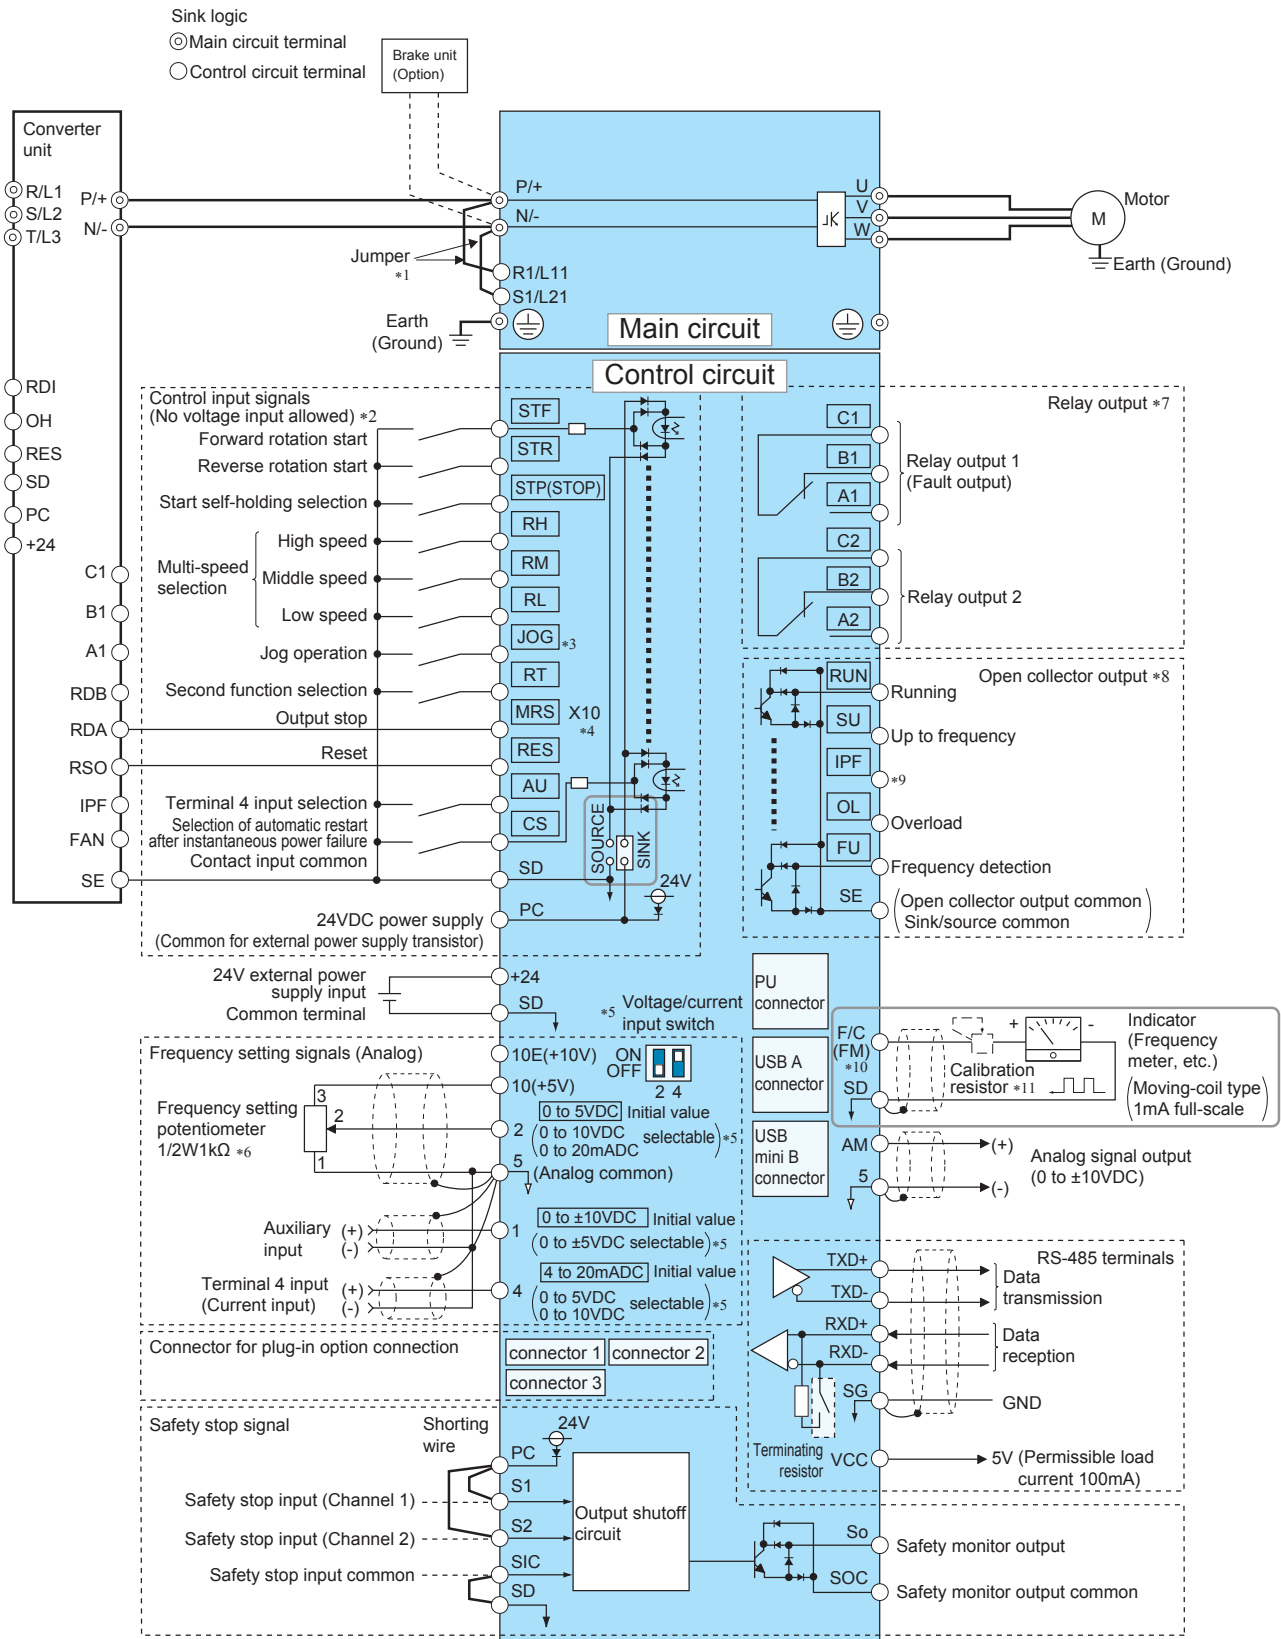 Sink logic
Main circuit terminal
Control circuit terminal
Brake unit
(Option)
Converter
unit
R/L1
S/L2
T/L3
P/+
N/-
P/+
N/-
Jumper
*1
R1/L11
S1/L21
Earth
(Ground)
U
V
W
M
Motor
Earth (Ground)
Main circuit
Control circuit
RDI
OH
RES
SD
PC
+24
C1
B1
A1
RDB
RDA
RSO
IPF
FAN
SE
Control input signals
(No voltage input allowed) *2
Forward rotation start
Reverse rotation start
Start self-holding selection
Multi-speed
selection
High speed
Middle speed
Low speed
Jog operation
Second function selection
Output stop
Reset
Terminal 4 input selection
Selection of automatic restart
after instantaneous power failure
Contact input common
24VDC power supply
(Common for external power supply transistor)
STF
STR
STP(STOP)
RH
RM
RL
JOG *3
RT
MRS X10
*4
RES
AU
CS
SD
PC
SOURCE
SINK
24V
Relay output *7
C1
B1
A1
Relay output 1
(Fault output)
C2
B2
A2
Relay output 2
Open collector output *8
RUN
Running
SU
Up to frequency
IPF
*9
OL
Overload
FU
Frequency detection
SE
(Open collector output common
Sink/source common)
24V external power
supply input
Common terminal
+24
SD
*5 Voltage/current
input switch
ON
OFF
2 4
PU
connector
USB A
connector
USB
mini B
connector
F/C
(FM)
*10
SD
+ -
Calibration
resistor *11
Indicator
(Frequency
meter, etc.)
(Moving-coil type
1mA full-scale)
AM
(+)
5
(-)
Analog signal output
(0 to ±10VDC)
Frequency setting signals (Analog)
Frequency setting
potentiometer
1/2W1kΩ *6
3
2
1
10E(+10V)
10(+5V)
0 to 5VDC Initial value
2
(0 to 10VDC
0 to 20mADC selectable)*5
5
(Analog common)
Auxiliary
input
(+)
(-)
1
0 to ±10VDC Initial value
(0 to ±5VDC selectable)*5
Terminal 4 input
(Current input)
(+)
(-)
4
4 to 20mADC Initial value
(0 to 5VDC
0 to 10VDC selectable)*5
RS-485 terminals
TXD+
TXD-
Data
transmission
RXD+
RXD-
Data
reception
SG
GND
Terminating
resistor
VCC
5V (Permissible load
current 100mA)
Connector for plug-in option connection
connector 1
connector 2
connector 3
Safety stop signal
Shorting
wire
24V
PC
S1
S2
SIC
SD
Safety stop input (Channel 1)
Safety stop input (Channel 2)
Safety stop input common
Output shutoff
circuit
So
Safety monitor output
SOC
Safety monitor output common